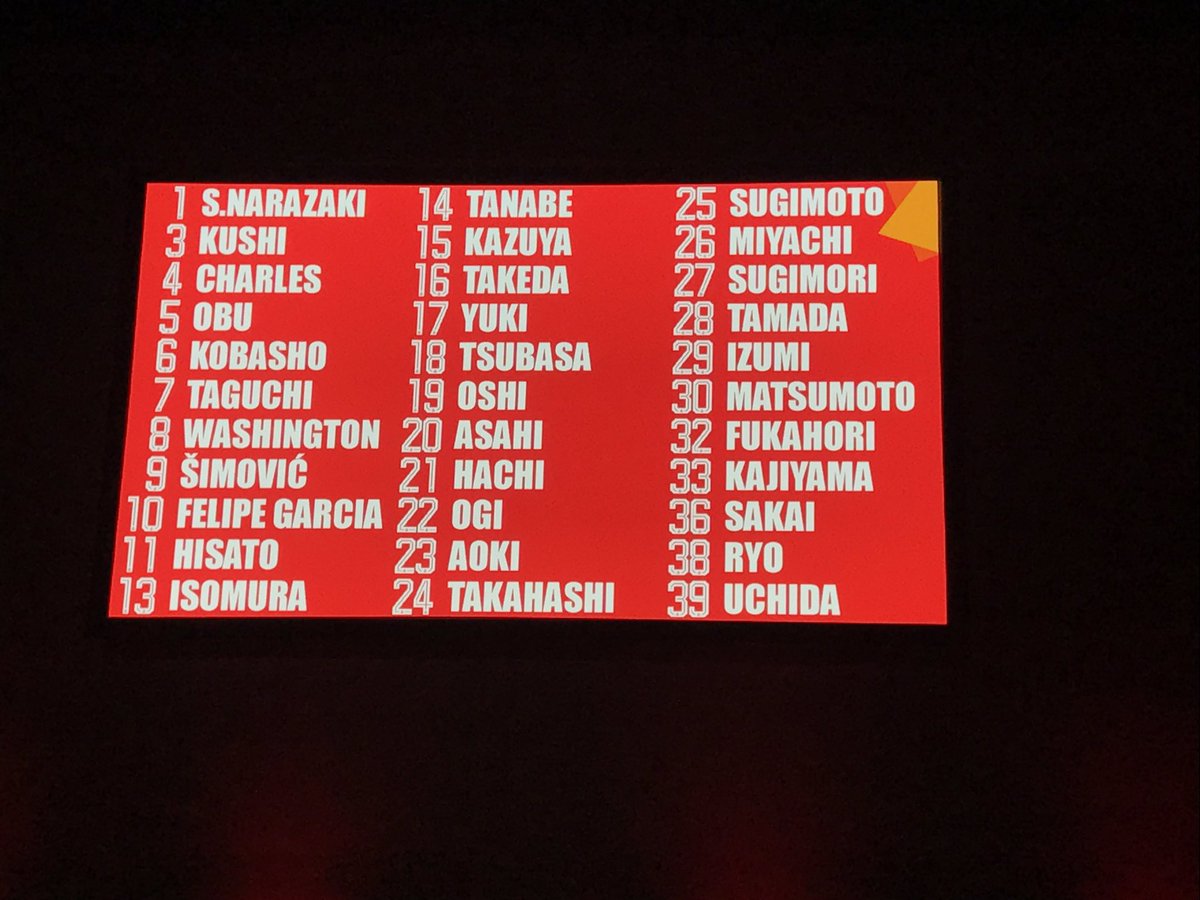 1 S.NARAZAKI
3 KUSHI
4 CHARLES
5 OBU
6 KOBASHO
7 TAGUCHI
8 WASHINGTON
9 ŠIMOVIĆ
10 FELIPE GARCIA
11 HISATO
13 ISOMURA
14 TANABE
15 KAZUYA
16 TAKEDA
17 YUKI
18 TSUBASA
19 OSHI
20 ASAHI
21 HACHI
22 OGI
23 AOKI
24 TAKAHASHI
25 SUGIMOTO
26 MIYACHI
27 SUGIMORI
28 TAMADA
29 IZUMI
30 MATSUMOTO
32 FUKAHORI
33 KAJIYAMA
36 SAKAI
38 RYO
39 UCHIDA